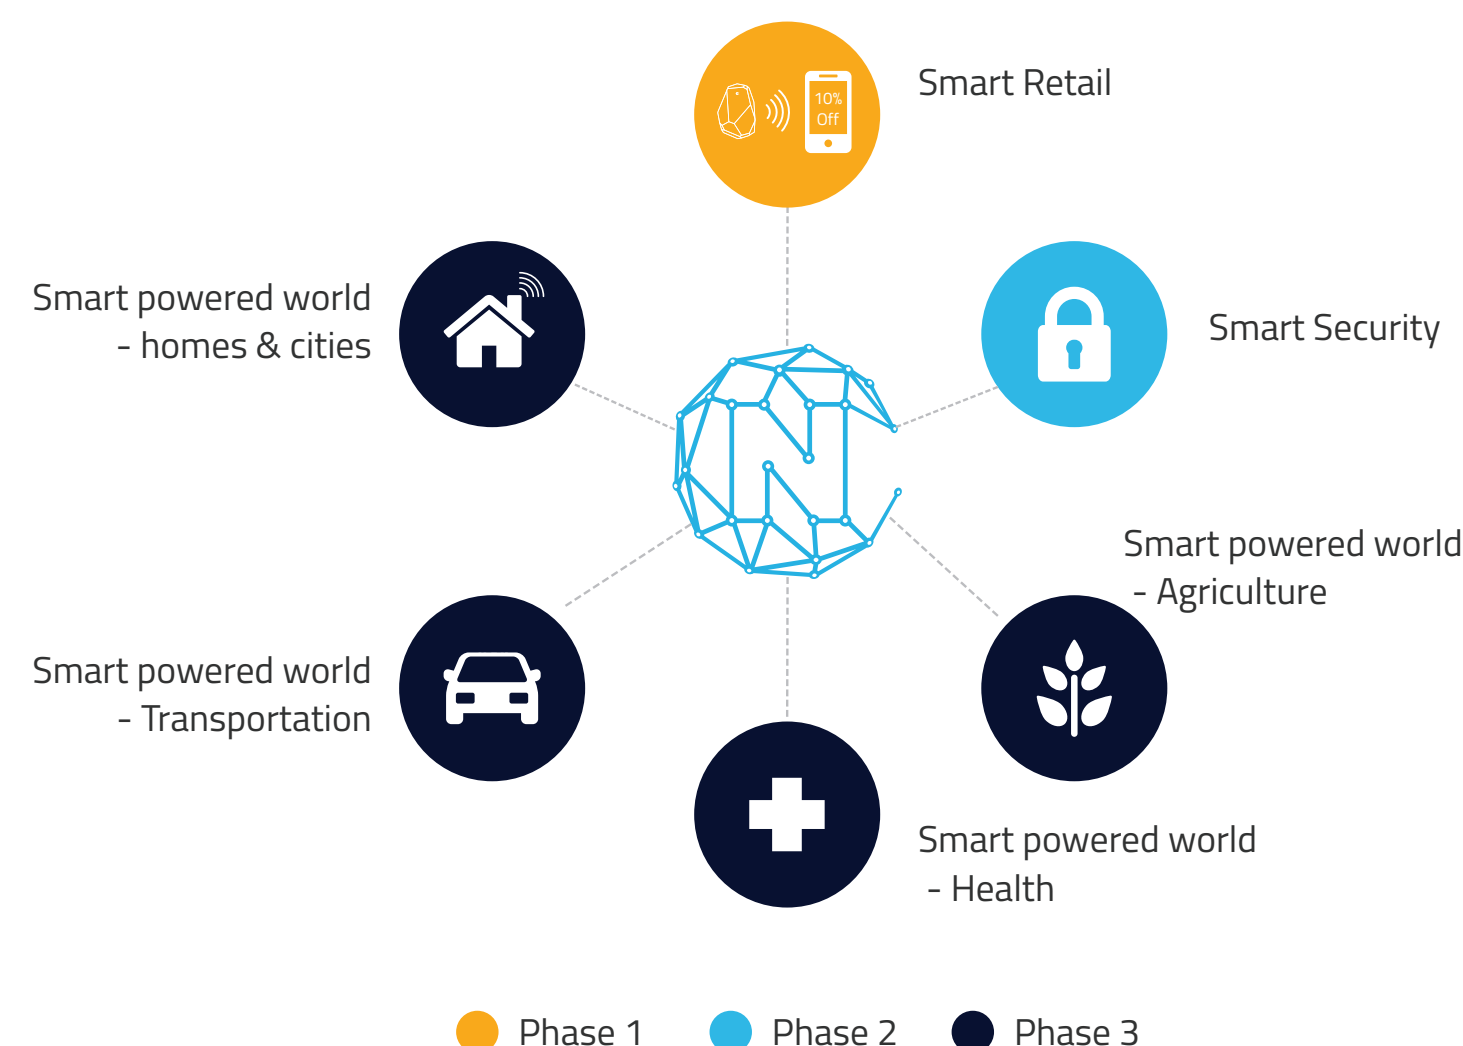 10%
Off
Smart Retail
Smart powered world
- homes & cities
Smart Security
Smart powered world
- Agriculture
Smart powered world
- Transportation
Smart powered world
- Health
Phase 1
Phase 2
Phase 3